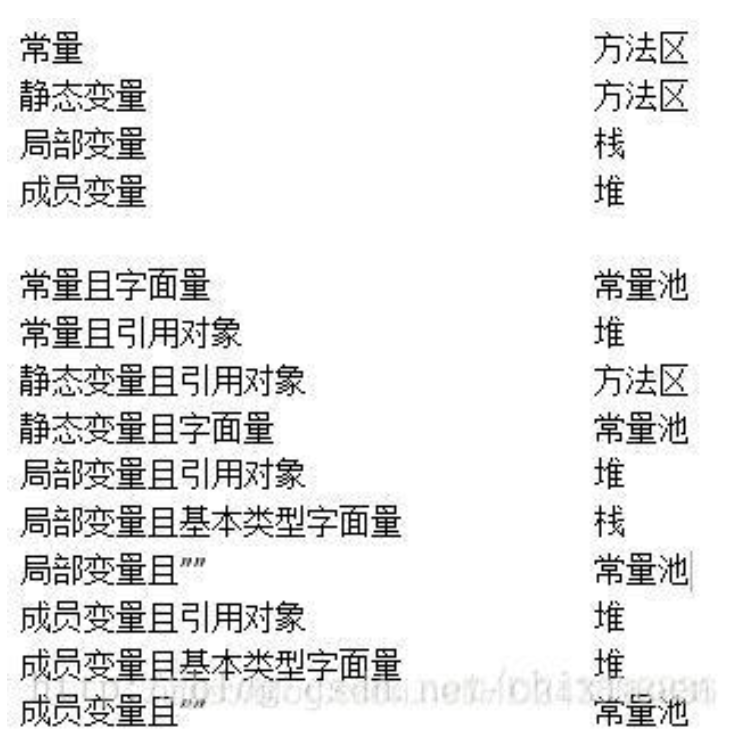 常量 方法区
静态变量 方法区
局部变量 栈
成员变量 堆
常量且字面量 常量池
常量且引用对象 堆
静态变量且引用对象 方法区
静态变量且字面量 常量池
局部变量且引用对象 堆
局部变量且基本类型字面量 栈
局部变量且"" 常量池
成员变量且引用对象 堆
成员变量且基本类型字面量 堆
成员变量且"" 常量池